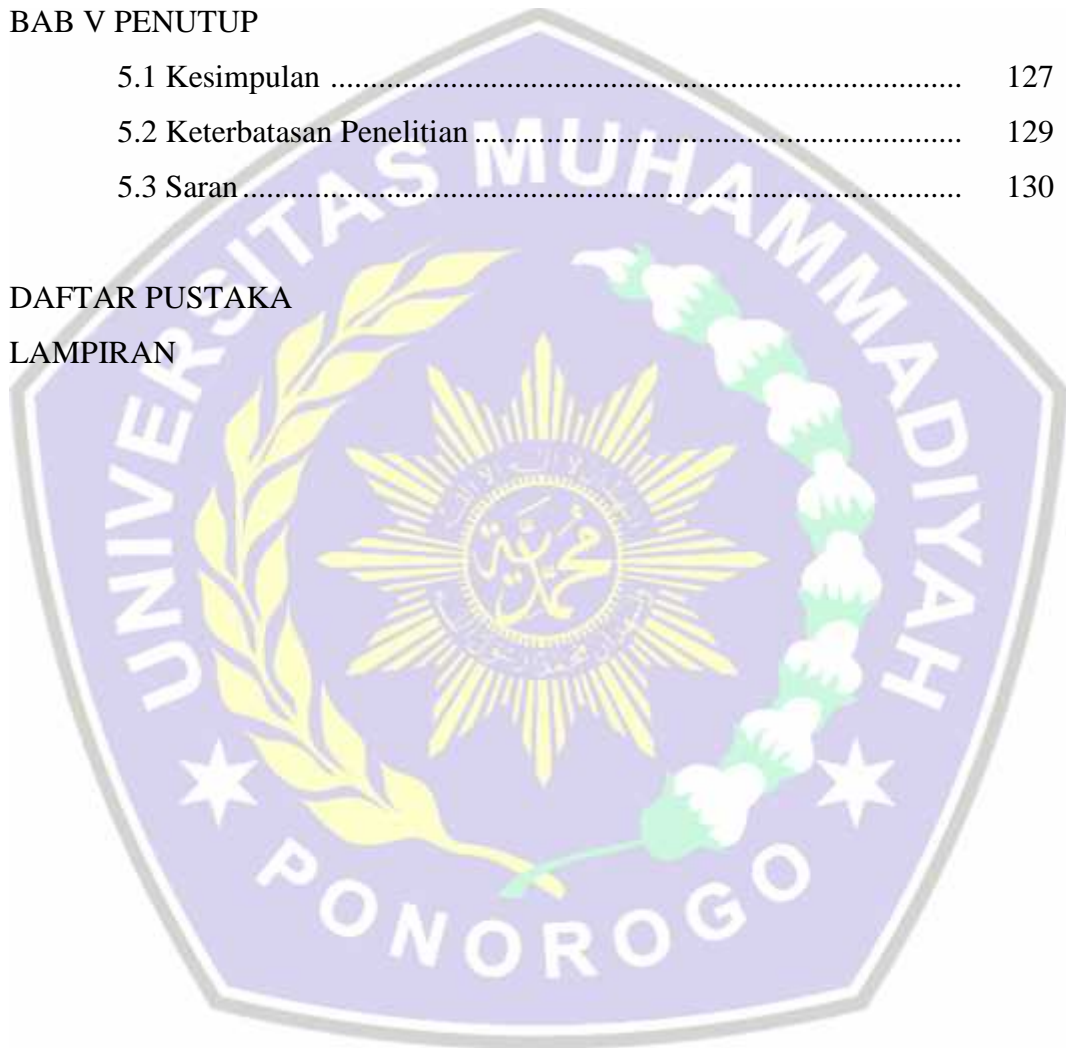 BAB V PENUTUP
5.1 Kesimpulan ........................................................................... 127
5.2 Keterbatasan Penelitian .......................................................... 129
5.3 Saran ...................................................................................... 130
DAFTAR PUSTAKA
LAMPIRAN
UNIVERSITAS MUHAMMADIYAH
محمدية
PONOROGO